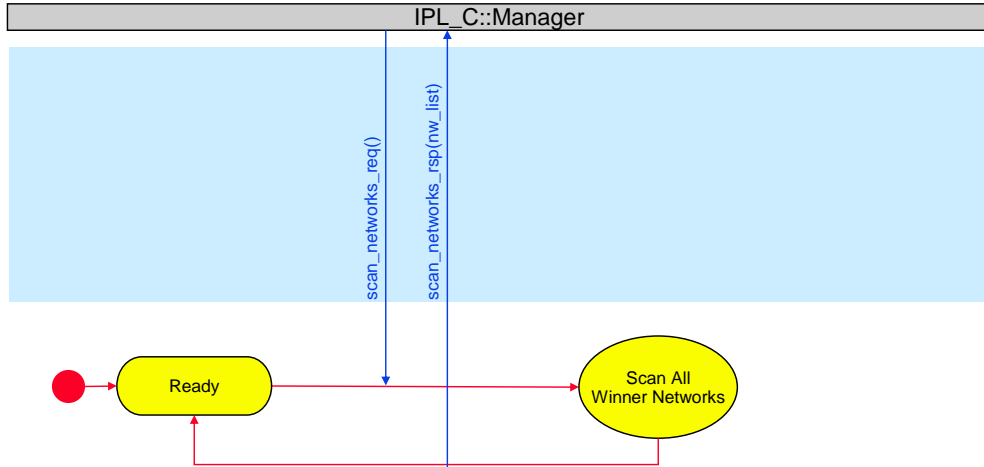 IPL_C::Manager
scan_networks_req()
scan_networks_rsp(nw_list)
Ready
Scan All
Winner Networks